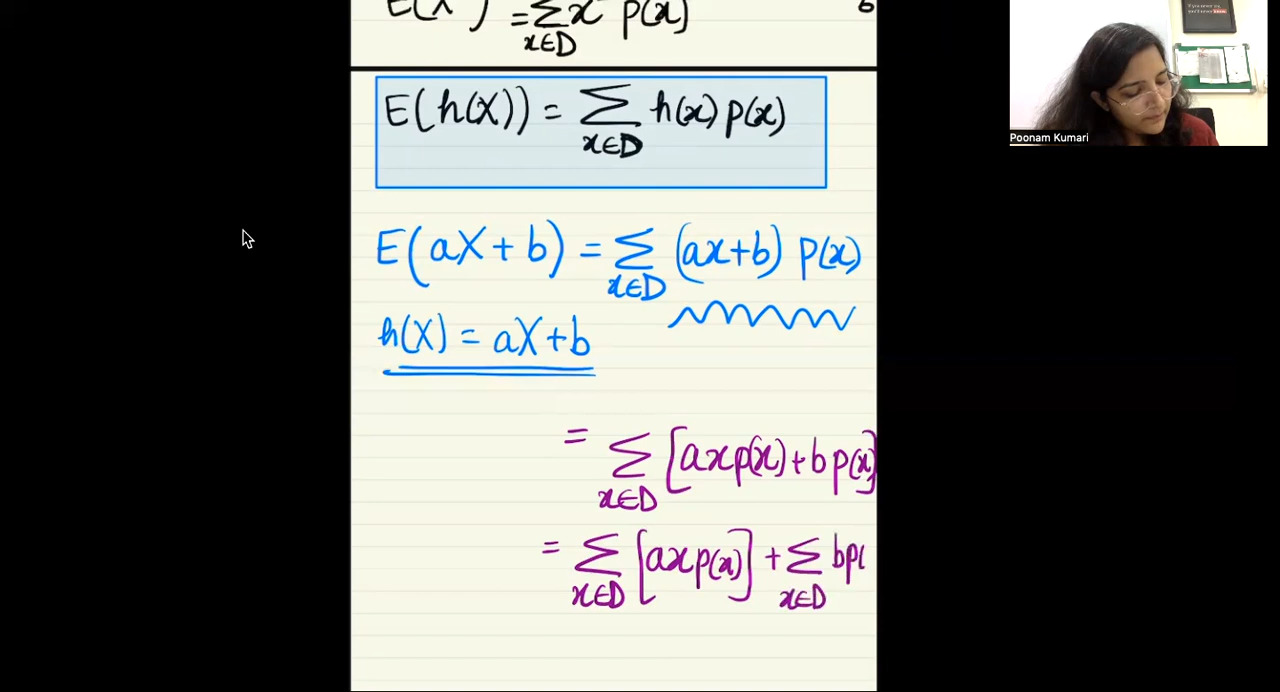 = Σ x p(x)
x∈D
E(h(X)) = Σ h(x) p(x)
x∈D
E(aX + b) = Σ (ax+b) p(x)
x∈D
h(X) = aX+b
= Σ [axp(x) + b p(x)]
x∈D
= Σ [axp(x)] + Σ bp(
x∈D x∈D
Poonam Kumari